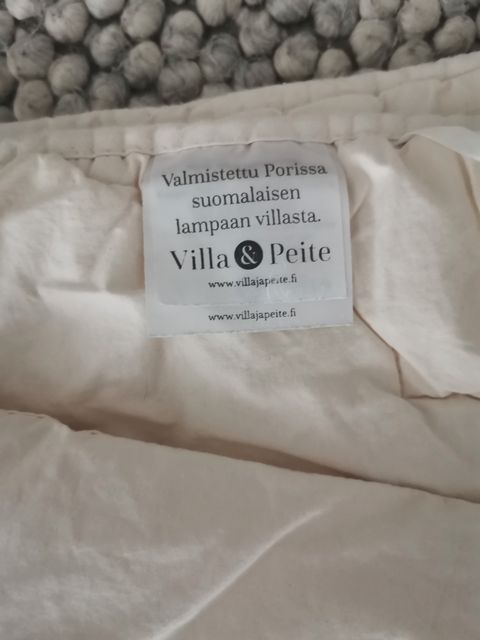 Valmistettu Porissa
suomalaisen
lampaan villasta.
Villa & Peite
www.villajapeite.fi
www.villajapeite.fi